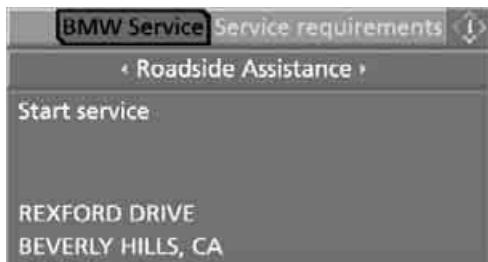 BMW Service Service requirements
Roadside Assistance
Start service
REXFORD DRIVE
BEVERLY HILLS, CA